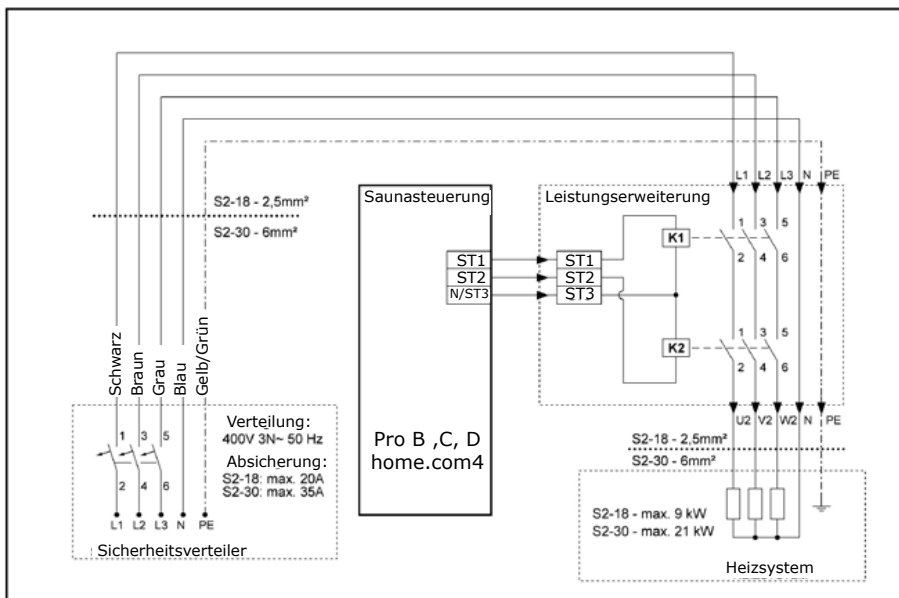 L1 L2 L3 N PE
S2-18 - 2,5mm²
S2-30 - 6mm²
Schwarz
Braun
Grau
Blau
Gelb/Grün
Verteilung:
400V 3N~ 50 Hz
Absicherung:
S2-18: max. 20A
S2-30: max. 35A
1 3 5
2 4 6
L1 L2 L3 N PE
Sicherheitsverteiler
Saunasteuerung
ST1
ST2
N/ST3
Pro B ,C, D
home.com4
Leistungserweiterung
ST1
ST2
ST3
K1
1 3 5
2 4 6
K2
1 3 5
2 4 6
U2 V2 W2 N PE
S2-18 - 2,5mm²
S2-30 - 6mm²
S2-18 - max. 9 kW
S2-30 - max. 21 kW
Heizsystem